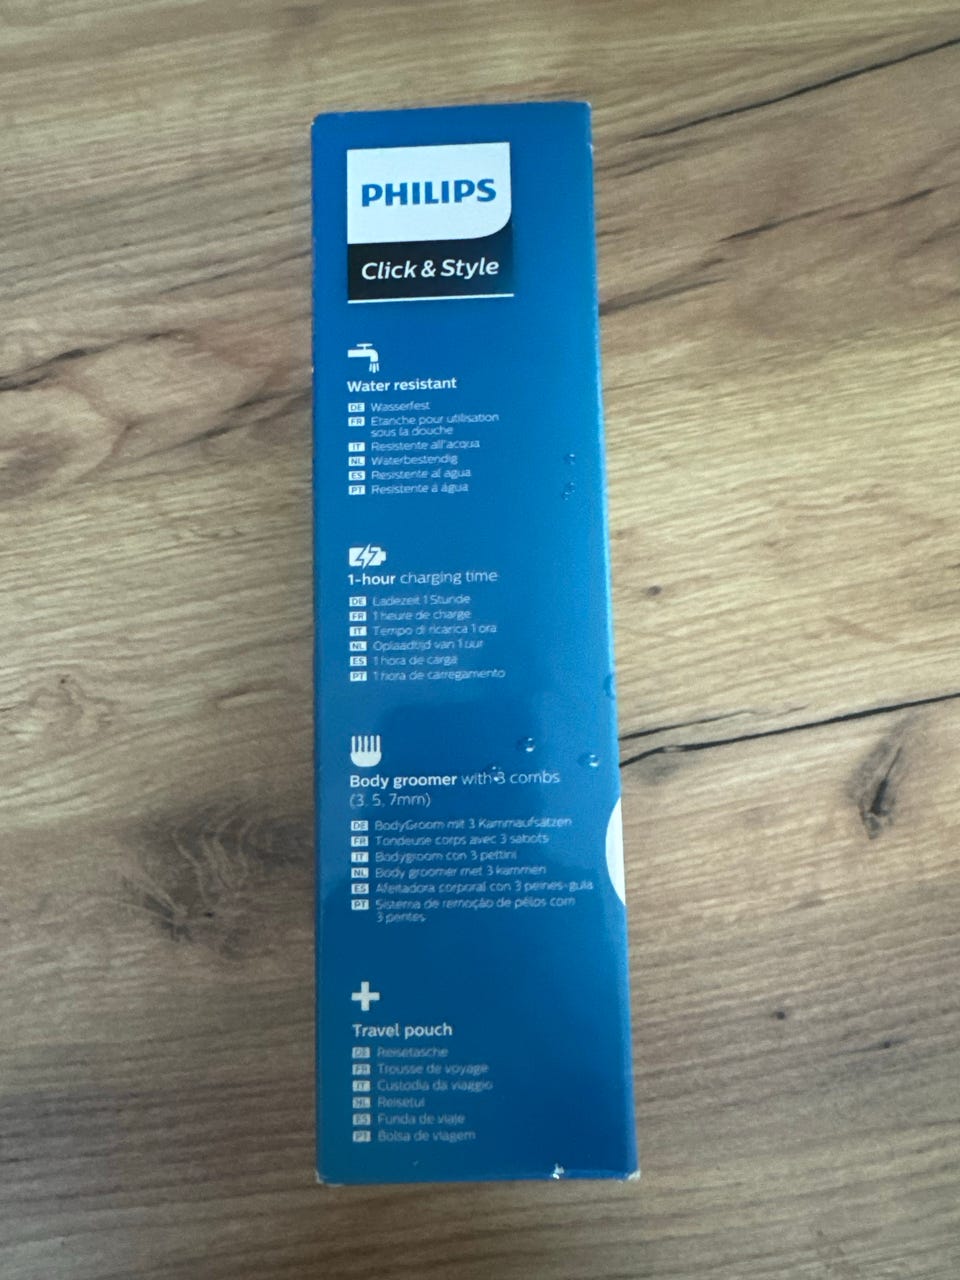 PHILIPS
Click & Style
Water resistant
DE Wasserfest
FR Etanche pour utilisation
sous la douche
IT Resistente all'acqua
NL Waterbestendig
ES Resistente al agua
PT Resistente à água
1-hour charging time
DE Ladezeit 1 Stunde
FR 1 heure de charge
IT Tempo di ricarica 1 ora
NL Oplaadtijd van 1 uur
ES 1 hora de carga
PT 1 hora de carregamento
Body groomer with 3 combs
(3, 5, 7mm)
DE BodyGroom mit 3 Kammaufsätzen
FR Tondeuse corps avec 3 sabots
IT Bodygroom con 3 pettini
NL Body groomer met 3 kammen
ES Afeitadora corporal con 3 peines-guía
PT Sistema de remoção de pêlos com
3 pentes
Travel pouch
DE Reisetasche
FR Trousse de voyage
IT Custodia da viaggio
NL Reisetui
ES Funda de viaje
PT Bolsa de viagem